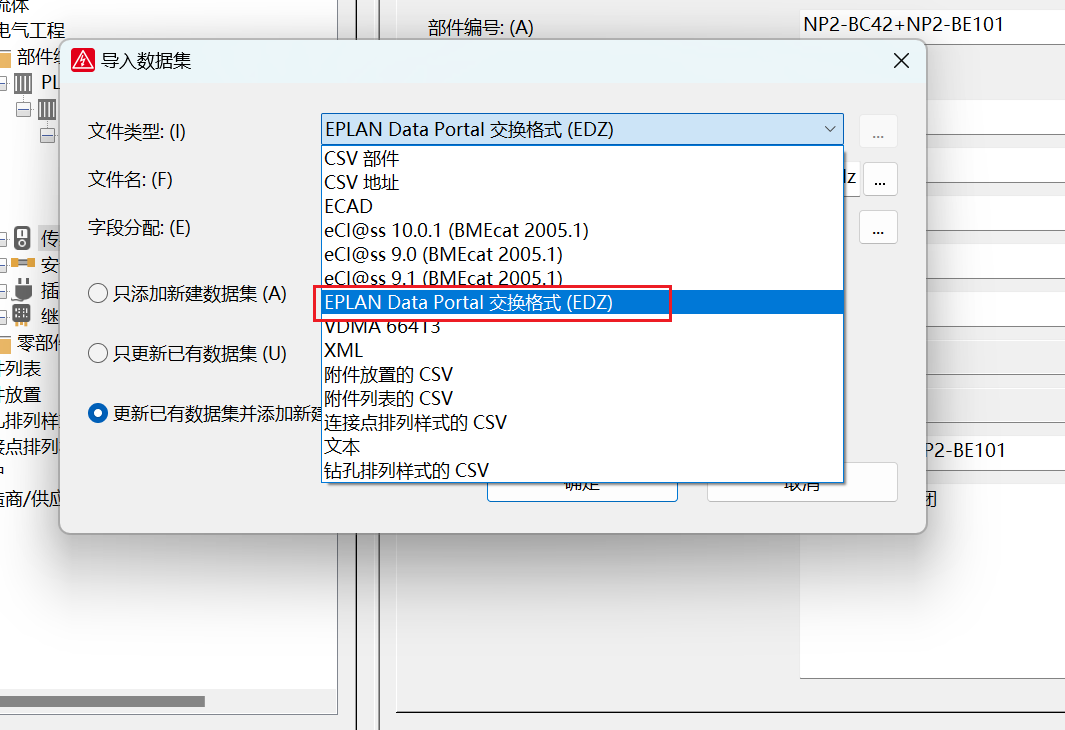 流体
电气工程
部件编号: (A)
NP2-BC42+NP2-BE101
部件
PL
导入数据集
文件类型: (I)
EPLAN Data Portal 交换格式 (EDZ)
...
文件名: (F)
...
字段分配: (E)
...
CSV 部件
CSV 地址
ECAD
eCl@ss 10.0.1 (BMEcat 2005.1)
eCl@ss 9.0 (BMEcat 2005.1)
eCl@ss 9.1 (BMEcat 2005.1)
EPLAN Data Portal 交换格式 (EDZ)
VDMA 66413
XML
附件放置的 CSV
附件列表的 CSV
连接点排列样式的 CSV
文本
钻孔排列样式的 CSV
只添加新建数据集 (A)
只更新已有数据集 (U)
更新已有数据集并添加新建
确定
取消
传
安
插
继
零部件
列表
放置
排列样
点排列
商/供应
P2-BE101